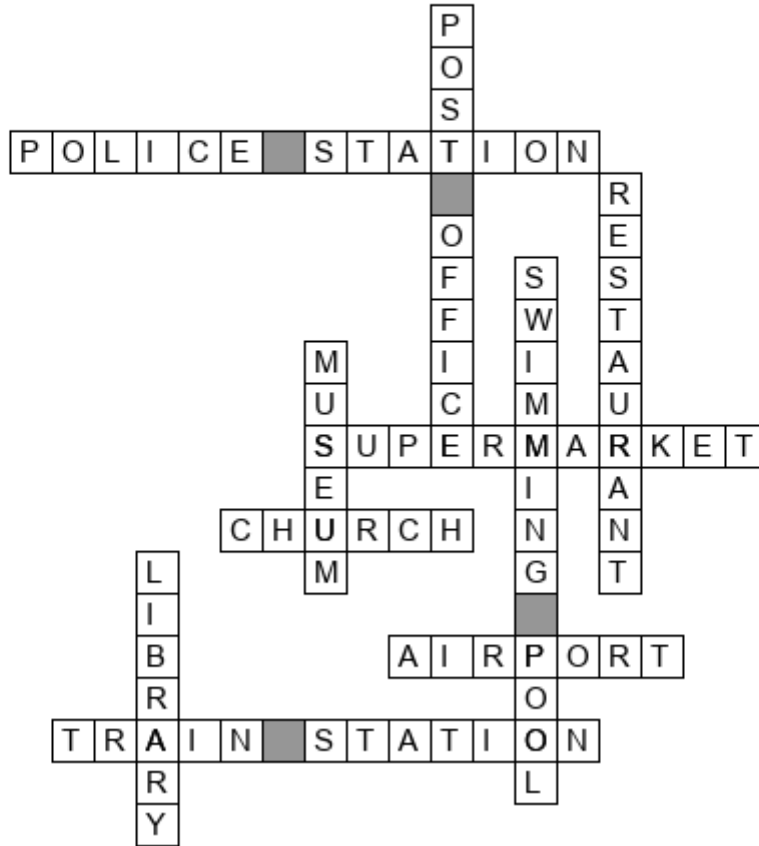 POST OFFICE
POLICE STATION
RESTAURANT
SWIMMING POOL
MUSEUM
SUPERMARKET
CHURCH
LIBRARY
AIRPORT
TRAIN STATION